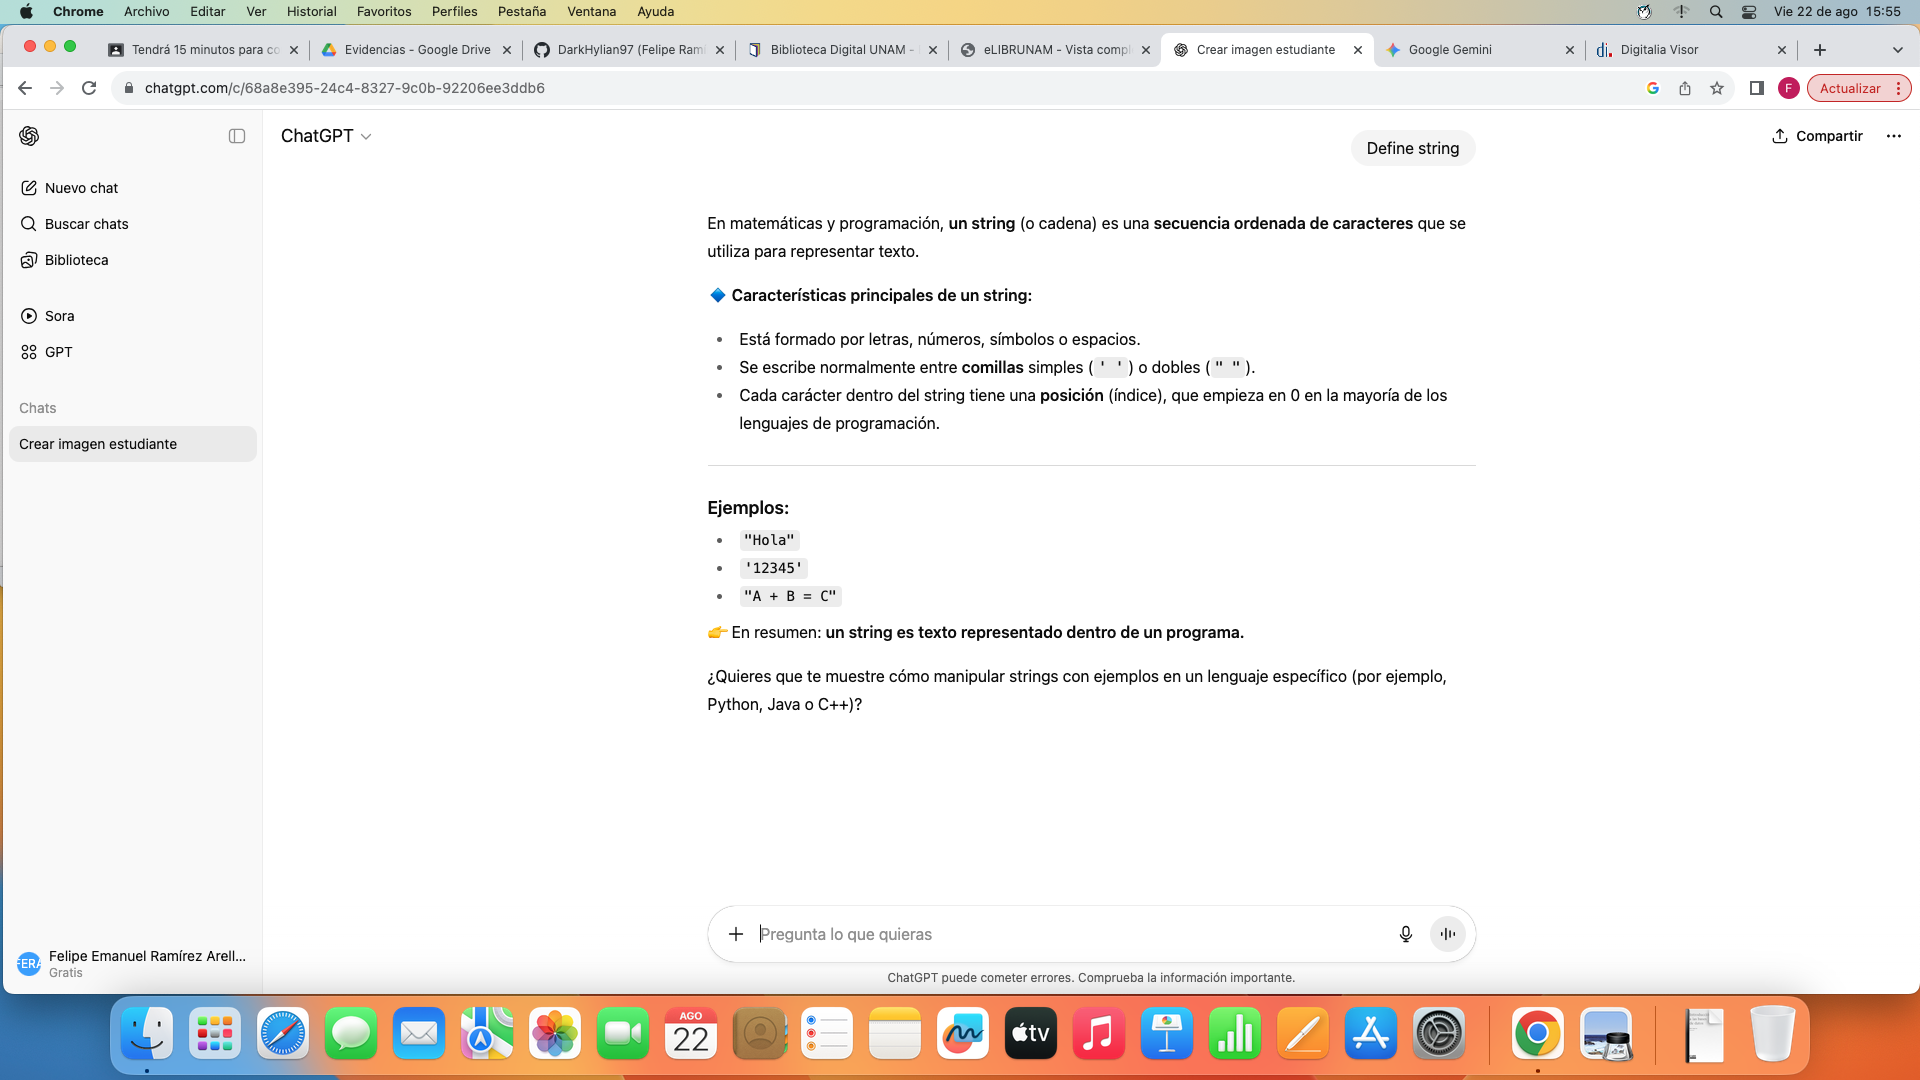 Chrome Archivo Editar Ver Historial Favoritos Perfiles Pestaña Ventana Ayuda Vie 22 de ago 15:55
Tendrá 15 minutos para co Evidencias - Google Drive DarkHylian97 (Felipe Rami Biblioteca Digital UNAM - eLIBRUNAM - Vista compl Crear imagen estudiante Google Gemini di. Digitalia Visor
chatgpt.com/c/68a8e395-24c4-8327-9c0b-92206ee3ddb6 F Actualizar
ChatGPT Compartir
Define string
Nuevo chat
Buscar chats
Biblioteca
Sora
GPT
Chats
Crear imagen estudiante
En matemáticas y programación, un string (o cadena) es una secuencia ordenada de caracteres que se
utiliza para representar texto.
🔷 Características principales de un string:
• Está formado por letras, números, símbolos o espacios.
• Se escribe normalmente entre comillas simples (' ') o dobles (" ").
• Cada carácter dentro del string tiene una posición (índice), que empieza en 0 en la mayoría de los
lenguajes de programación.
Ejemplos:
• "Hola"
• '12345'
• "A + B = C"
👉 En resumen: un string es texto representado dentro de un programa.
¿Quieres que te muestre cómo manipular strings con ejemplos en un lenguaje específico (por ejemplo,
Python, Java o C++)?
Pregunta lo que quieras
ChatGPT puede cometer errores. Comprueba la información importante.
FERA Felipe Emanuel Ramírez Arell...
Gratis
AGO
22
tv